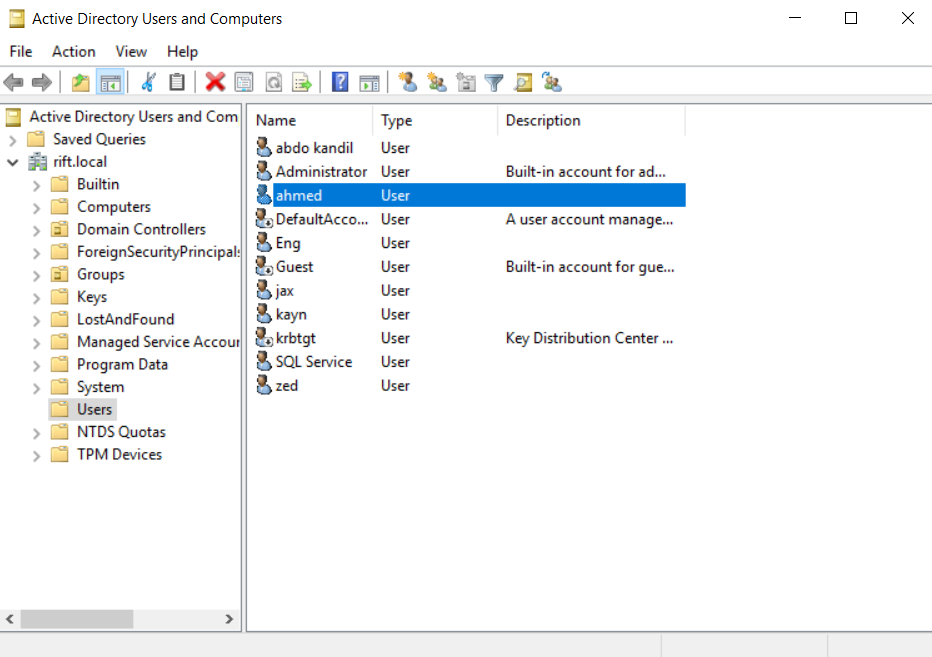 Active Directory Users and Computers
File Action View Help
Active Directory Users and Com
Saved Queries
rift.local
Builtin
Computers
Domain Controllers
ForeignSecurityPrincipals
Groups
Keys
LostAndFound
Managed Service Accour
Program Data
System
Users
NTDS Quotas
TPM Devices
Name Type Description
abdo kandil User
Administrator User Built-in account for ad...
ahmed User
DefaultAcco... User A user account manage...
Eng User
Guest User Built-in account for gue...
jax User
kayn User
krbtgt User Key Distribution Center ...
SQL Service User
zed User